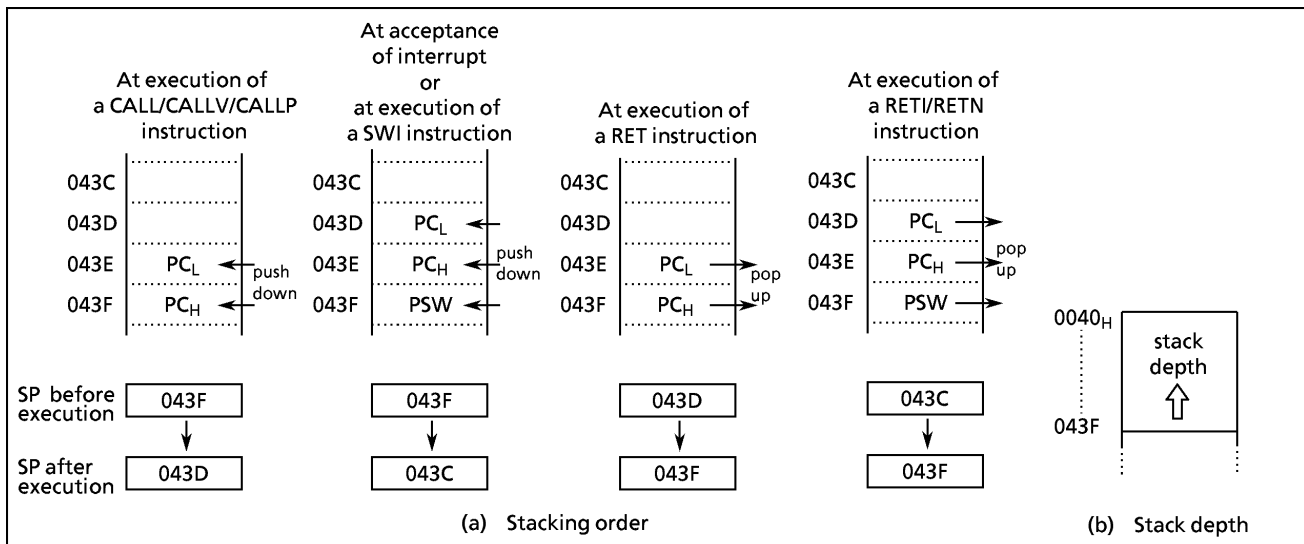 At execution of
a CALL/CALLV/CALLP
instruction
043C
043D
043E PCL push
043F PCH down
At acceptance
of interrupt
or
at execution of
a SWI instruction
043C
043D PCL
043E PCH push
043F PSW down
At execution of
a RET instruction
043C
043D
043E PCL pop
043F PCH up
At execution of
a RETI/RETN
instruction
043C
043D PCL
043E PCH pop
043F PSW up
SP before
execution
043F 043F 043D 043C
SP after
execution
043D 043C 043F 043F
(a) Stacking order
0040H
stack
depth
043F
(b) Stack depth